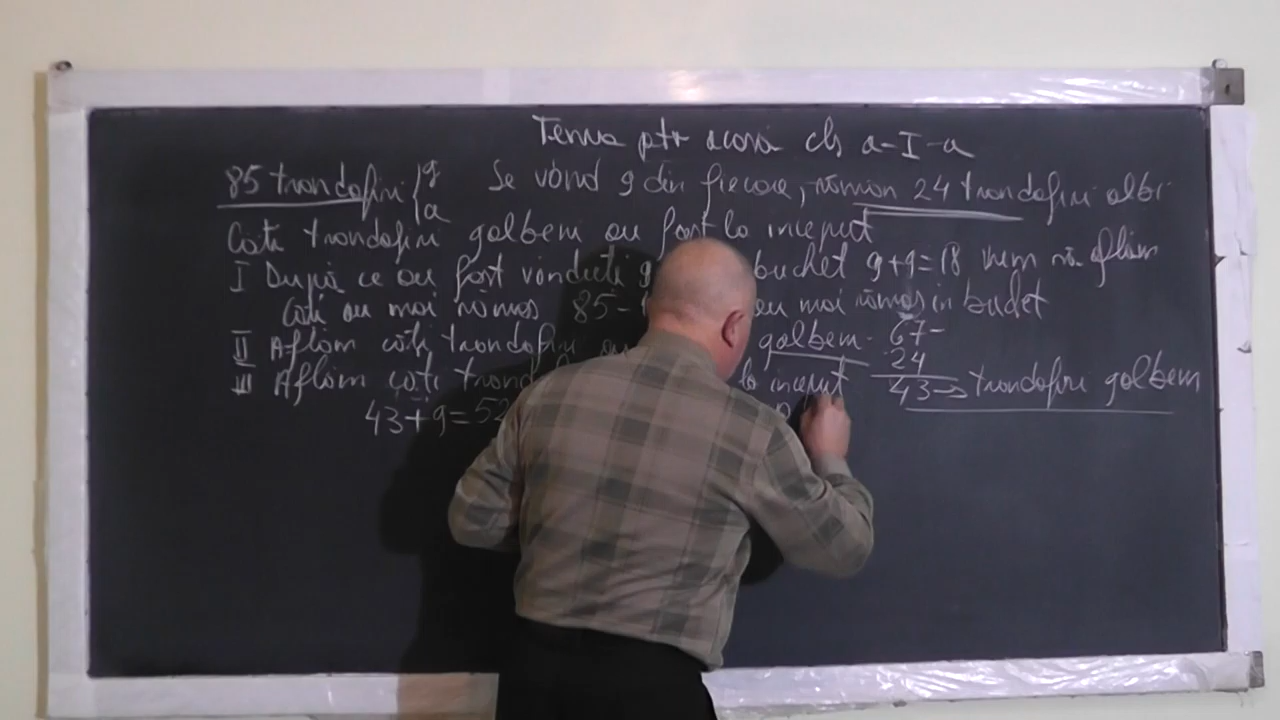 Tema ptr acasă cls a-I-a
85 trandafiri { g a Se vând 9 din fiecare, rămân 24 trandafiri albi
Câți trandafiri galbeni au fost la început
I După ce au fost vânduți 9 buchet 9+9=18 vrem să aflăm
câți au mai rămas 85- au mai rămas in buchet
II Aflăm câți trandafiri galbeni 67-
24
III Aflăm câți trand la început 43→ trandafiri galbeni
43+9=52